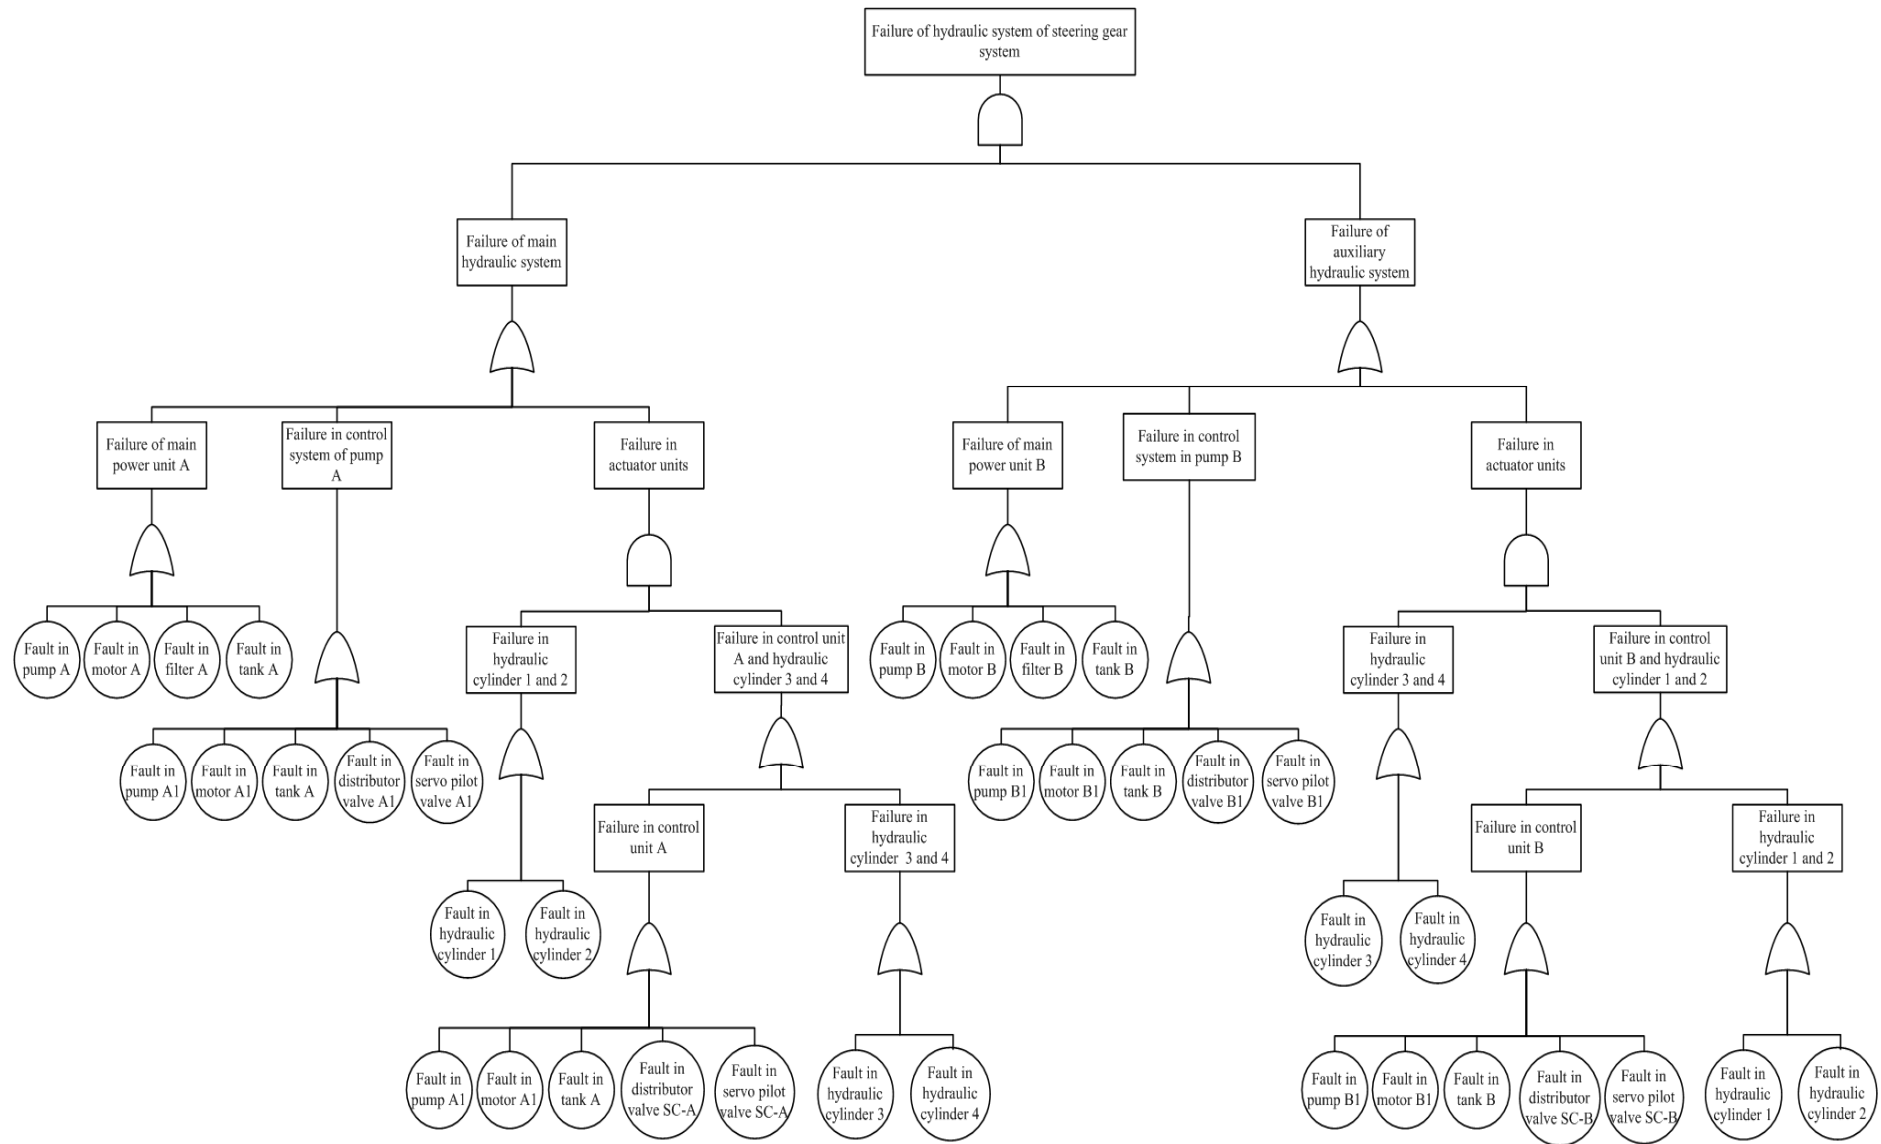 Failure of hydraulic system of steering gear
system
Failure of main
hydraulic system
Failure of
auxiliary
hydraulic system
Failure of main
power unit A
Failure in control
system of pump
A
Failure in
actuator units
Failure of main
power unit B
Failure in control
system in pump B
Failure in
actuator units
Fault in
pump A
Fault in
motor A
Fault in
filter A
Fault in
tank A
Failure in
hydraulic
cylinder 1 and 2
Failure in control unit
A and hydraulic
cylinder 3 and 4
Fault in
pump B
Fault in
motor B
Fault in
filter B
Fault in
tank B
Failure in
hydraulic
cylinder 3 and 4
Failure in control
unit B and hydraulic
cylinder 1 and 2
Fault in
pump A1
Fault in
motor A1
Fault in
tank A
Fault in
distributor
valve A1
Fault in
servo pilot
valve A1
Fault in
pump B1
Fault in
motor B1
Fault in
tank B
Fault in
distributor
valve B1
Fault in
servo pilot
valve B1
Failure in control
unit A
Failure in
hydraulic
cylinder 3 and 4
Failure in control
unit B
Failure in
hydraulic
cylinder 1 and 2
Fault in
hydraulic
cylinder 1
Fault in
hydraulic
cylinder 2
Fault in
hydraulic
cylinder 3
Fault in
hydraulic
cylinder 4
Fault in
pump A1
Fault in
motor A1
Fault in
tank A
Fault in
distributor
valve SC-A
Fault in
servo pilot
valve SC-A
Fault in
hydraulic
cylinder 3
Fault in
hydraulic
cylinder 4
Fault in
pump B1
Fault in
motor B1
Fault in
tank B
Fault in
distributor
valve SC-B
Fault in
servo pilot
valve SC-B
Fault in
hydraulic
cylinder 1
Fault in
hydraulic
cylinder 2